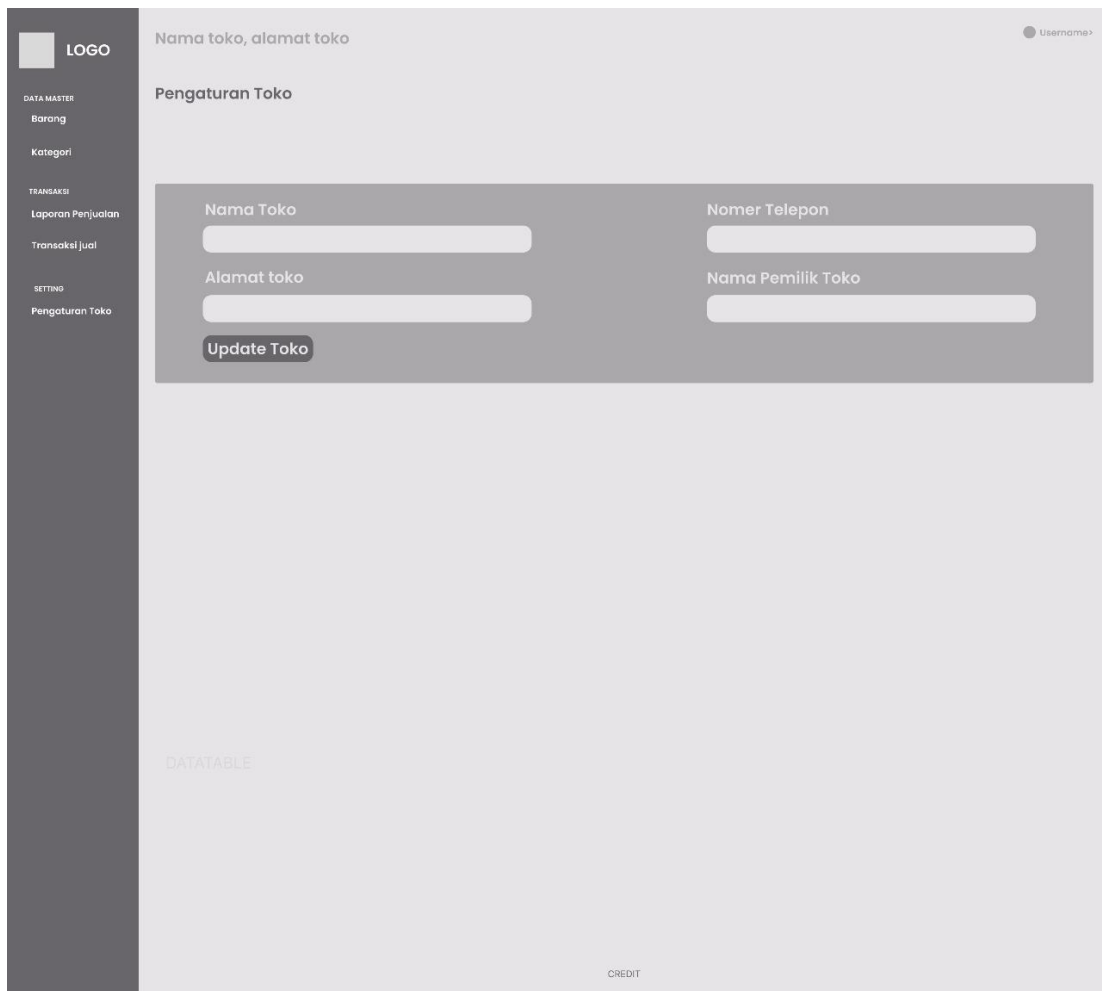 LOGO
Nama toko, alamat toko
Username>
DATA MASTER
Barang
Kategori
TRANSAKSI
Laporan Penjualan
Transaksi jual
SETTING
Pengaturan Toko
Pengaturan Toko
Nama Toko
Nomer Telepon
Alamat toko
Nama Pemilik Toko
Update Toko
DATATABLE
CREDIT